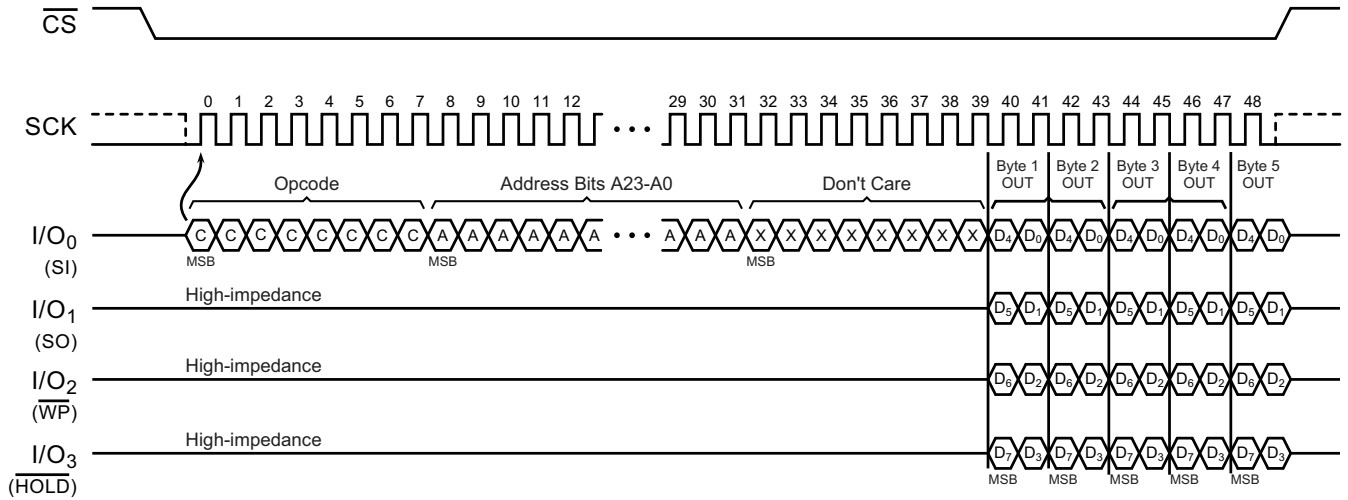 CS
0 1 2 3 4 5 6 7 8 9 10 11 12 29 30 31 32 33 34 35 36 37 38 39 40 41 42 43 44 45 46 47 48
SCK
Opcode Address Bits A23-A0 Don't Care Byte 1 OUT Byte 2 OUT Byte 3 OUT Byte 4 OUT Byte 5 OUT
I/O0 (SI) C C C C C C C C A A A A A A • • • A A A X X X X X X X X D4 D0 D4 D0 D4 D0 D4 D0 D4 D0
MSB MSB MSB
High-impedance
I/O1 (SO) D5 D1 D5 D1 D5 D1 D5 D1 D5 D1
High-impedance
I/O2 (WP) D6 D2 D6 D2 D6 D2 D6 D2 D6 D2
High-impedance
I/O3 (HOLD) D7 D3 D7 D3 D7 D3 D7 D3 D7 D3
MSB MSB MSB MSB MSB